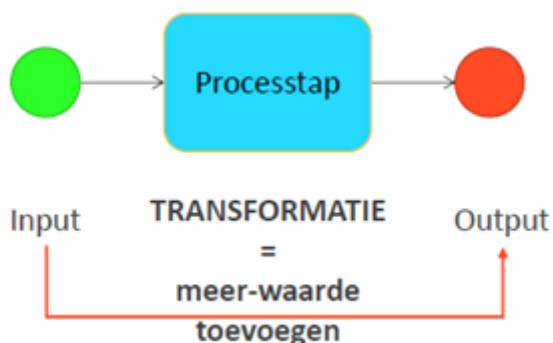 Processtap
Input
TRANSFORMATIE
Output
=
meer-waarde
toevoegen